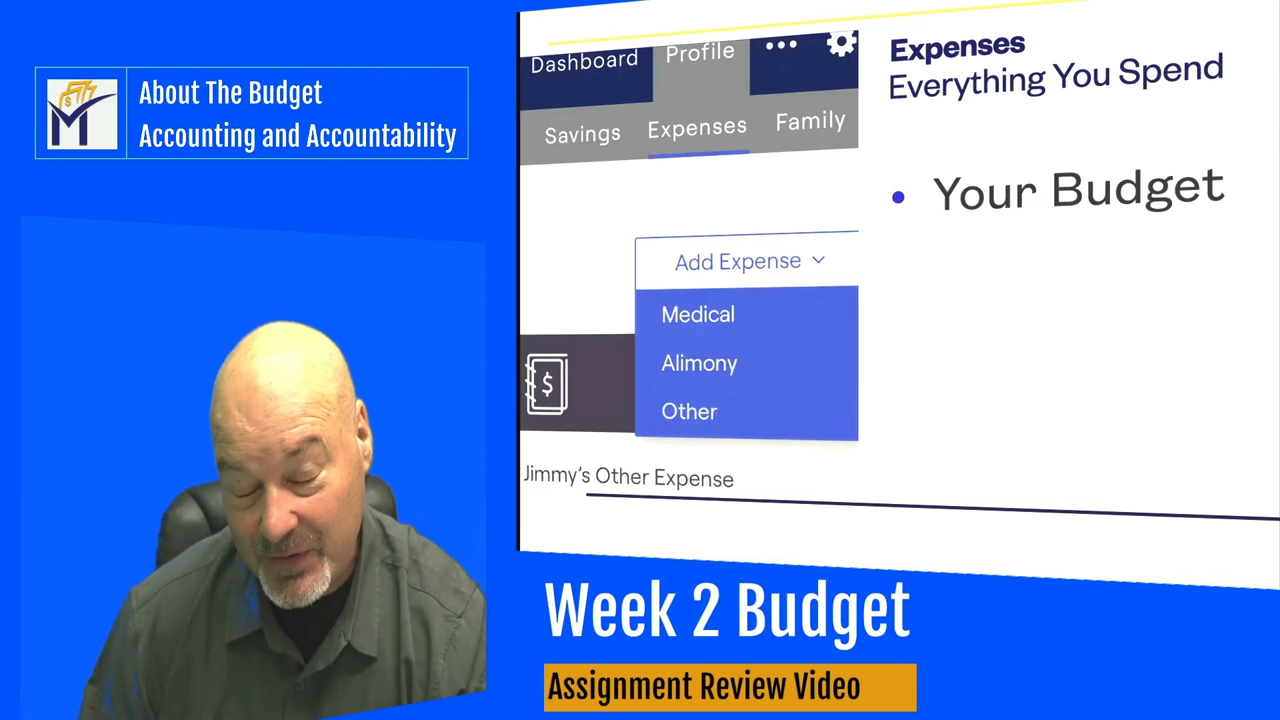 About The Budget
Accounting and Accountability
Dashboard Profile
Savings Expenses Family
Add Expense
Medical
Alimony
Other
$
Jimmy's Other Expense
Expenses
Everything You Spend
• Your Budget
Week 2 Budget
Assignment Review Video